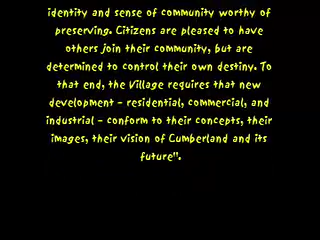 identity and sense of community worthy of
preserving. Citizens are pleased to have
others join their community, but are
determined to control their own destiny. To
that end, the Village requires that new
development - residential, commercial, and
industrial - conform to their concepts, their
images, their vision of Cumberland and its
future".